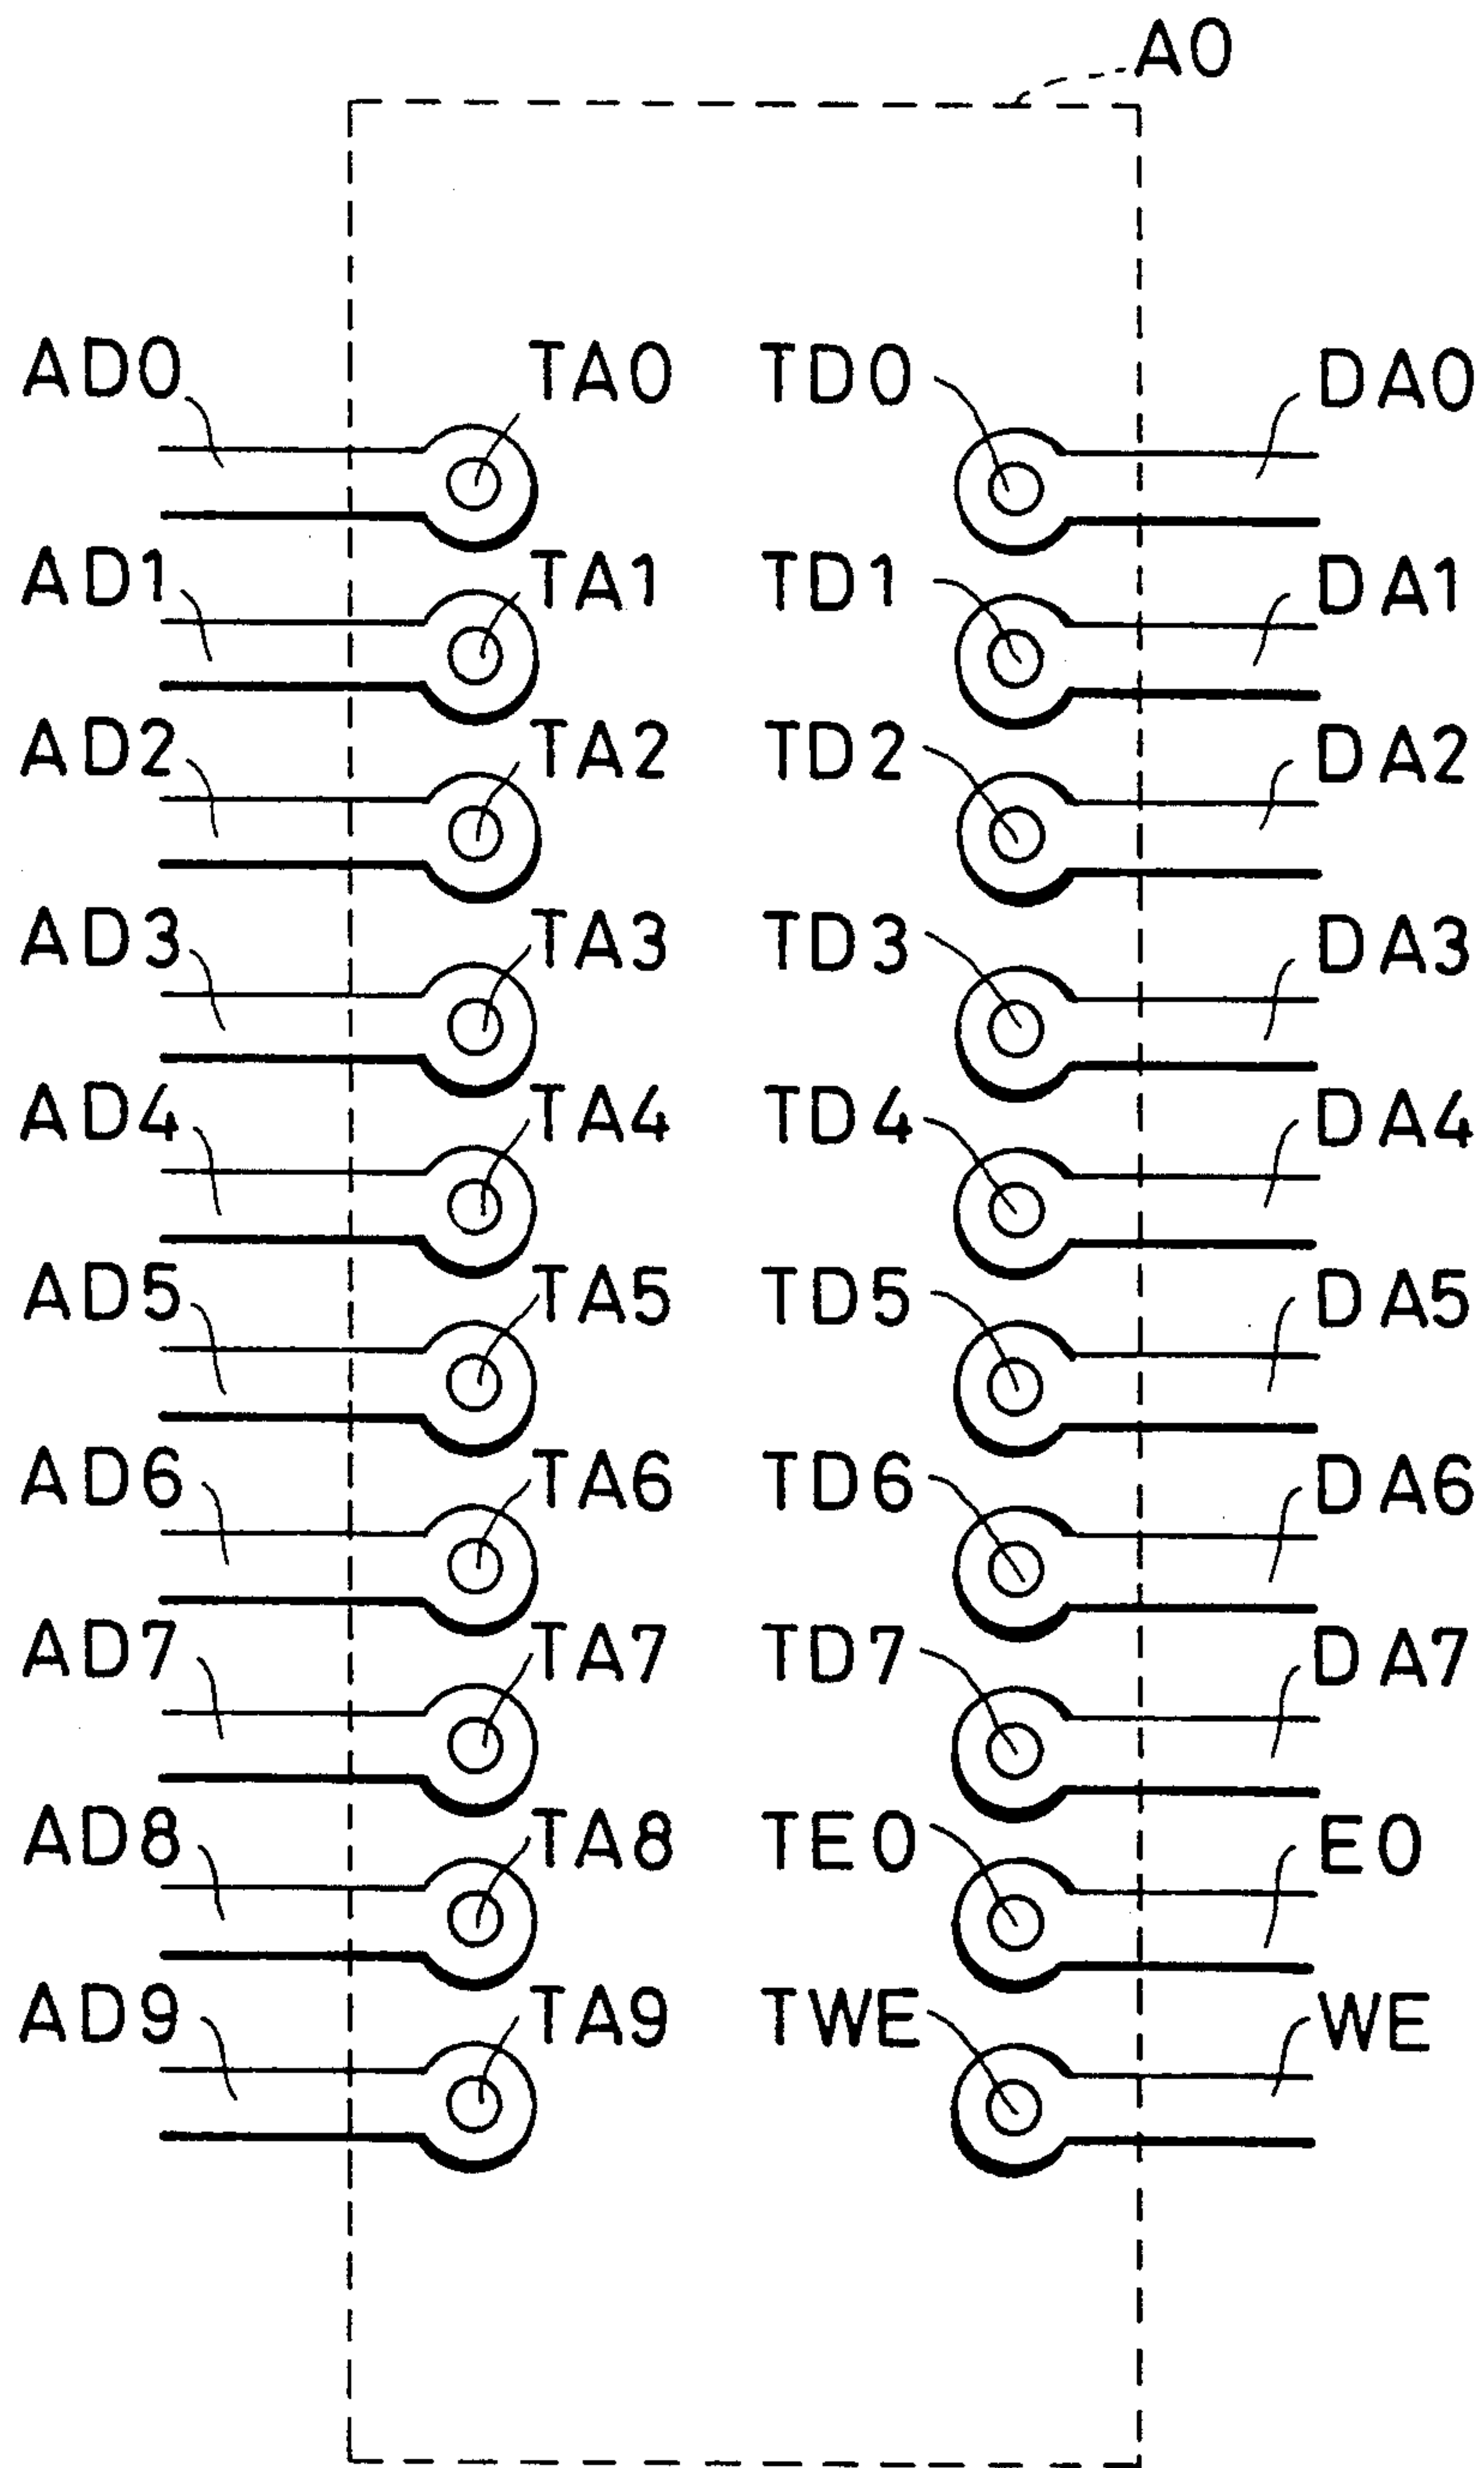 A0
AD0 TA0 TD0 DA0
AD1 TA1 TD1 DA1
AD2 TA2 TD2 DA2
AD3 TA3 TD3 DA3
AD4 TA4 TD4 DA4
AD5 TA5 TD5 DA5
AD6 TA6 TD6 DA6
AD7 TA7 TD7 DA7
AD8 TA8 TE0 E0
AD9 TA9 TWE WE